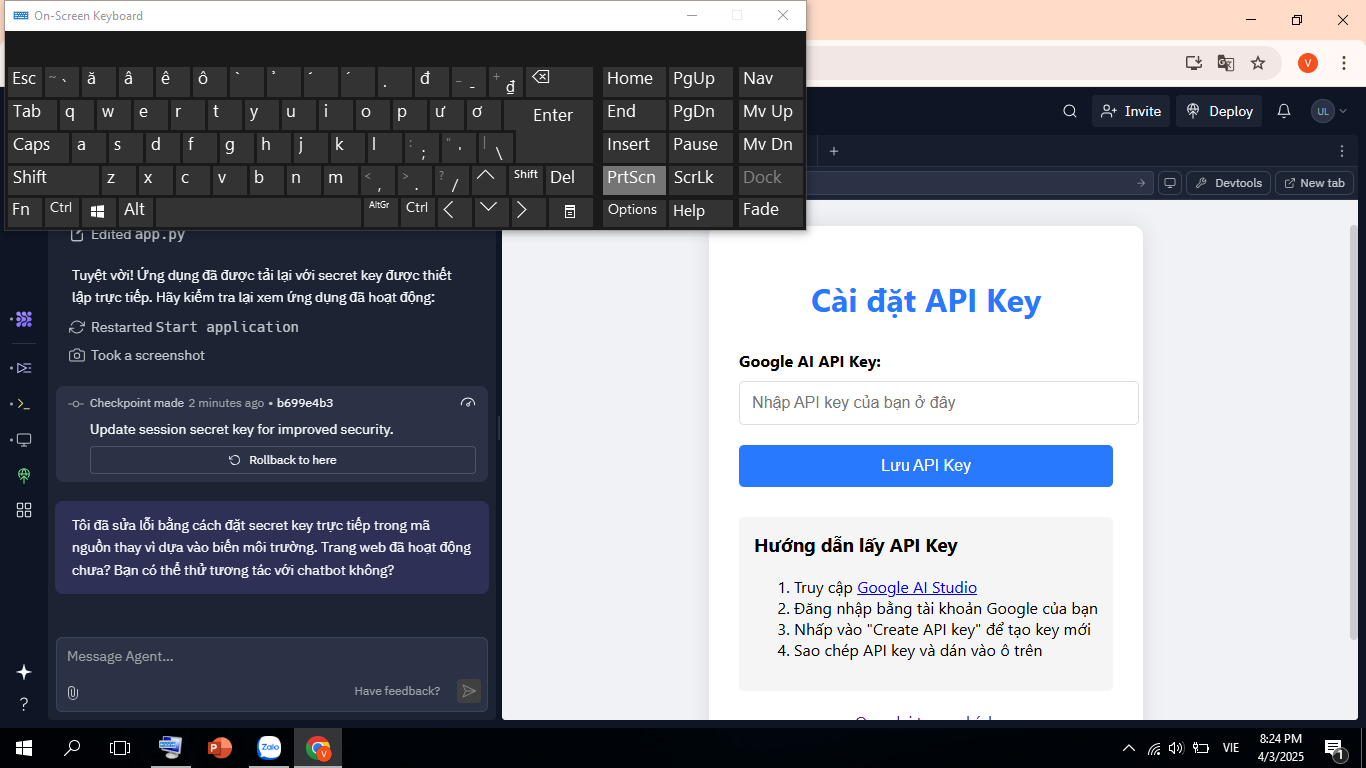 On-Screen Keyboard
Esc ~ ` ă â ê ô ̀ ̉ ̃ ́ . đ _ - + ₫ Home PgUp Nav
Tab q w e r t y u i o p ư ơ Enter End PgDn Mv Up
Caps a s d f g h j k l : ; " ' | \ Insert Pause Mv Dn
Shift z x c v b n m < , > . ? / Shift Del PrtScn ScrLk Dock
Fn Ctrl Alt AltGr Ctrl Options Help Fade
V
Invite Deploy UL
Devtools New tab
Edited app.py
Tuyệt vời! Ứng dụng đã được tải lại với secret key được thiết
lập trực tiếp. Hãy kiểm tra lại xem ứng dụng đã hoạt động:
Restarted Start application
Took a screenshot
Checkpoint made 2 minutes ago • b699e4b3
Update session secret key for improved security.
Rollback to here
Tôi đã sửa lỗi bằng cách đặt secret key trực tiếp trong mã
nguồn thay vì dựa vào biến môi trường. Trang web đã hoạt động
chưa? Bạn có thể thử tương tác với chatbot không?
Message Agent...
Have feedback?
Cài đặt API Key
Google AI API Key:
Nhập API key của bạn ở đây
Lưu API Key
Hướng dẫn lấy API Key
1. Truy cập Google AI Studio
2. Đăng nhập bằng tài khoản Google của bạn
3. Nhấp vào "Create API key" để tạo key mới
4. Sao chép API key và dán vào ô trên
Zalo
V
VIE
8:24 PM
4/3/2025
1